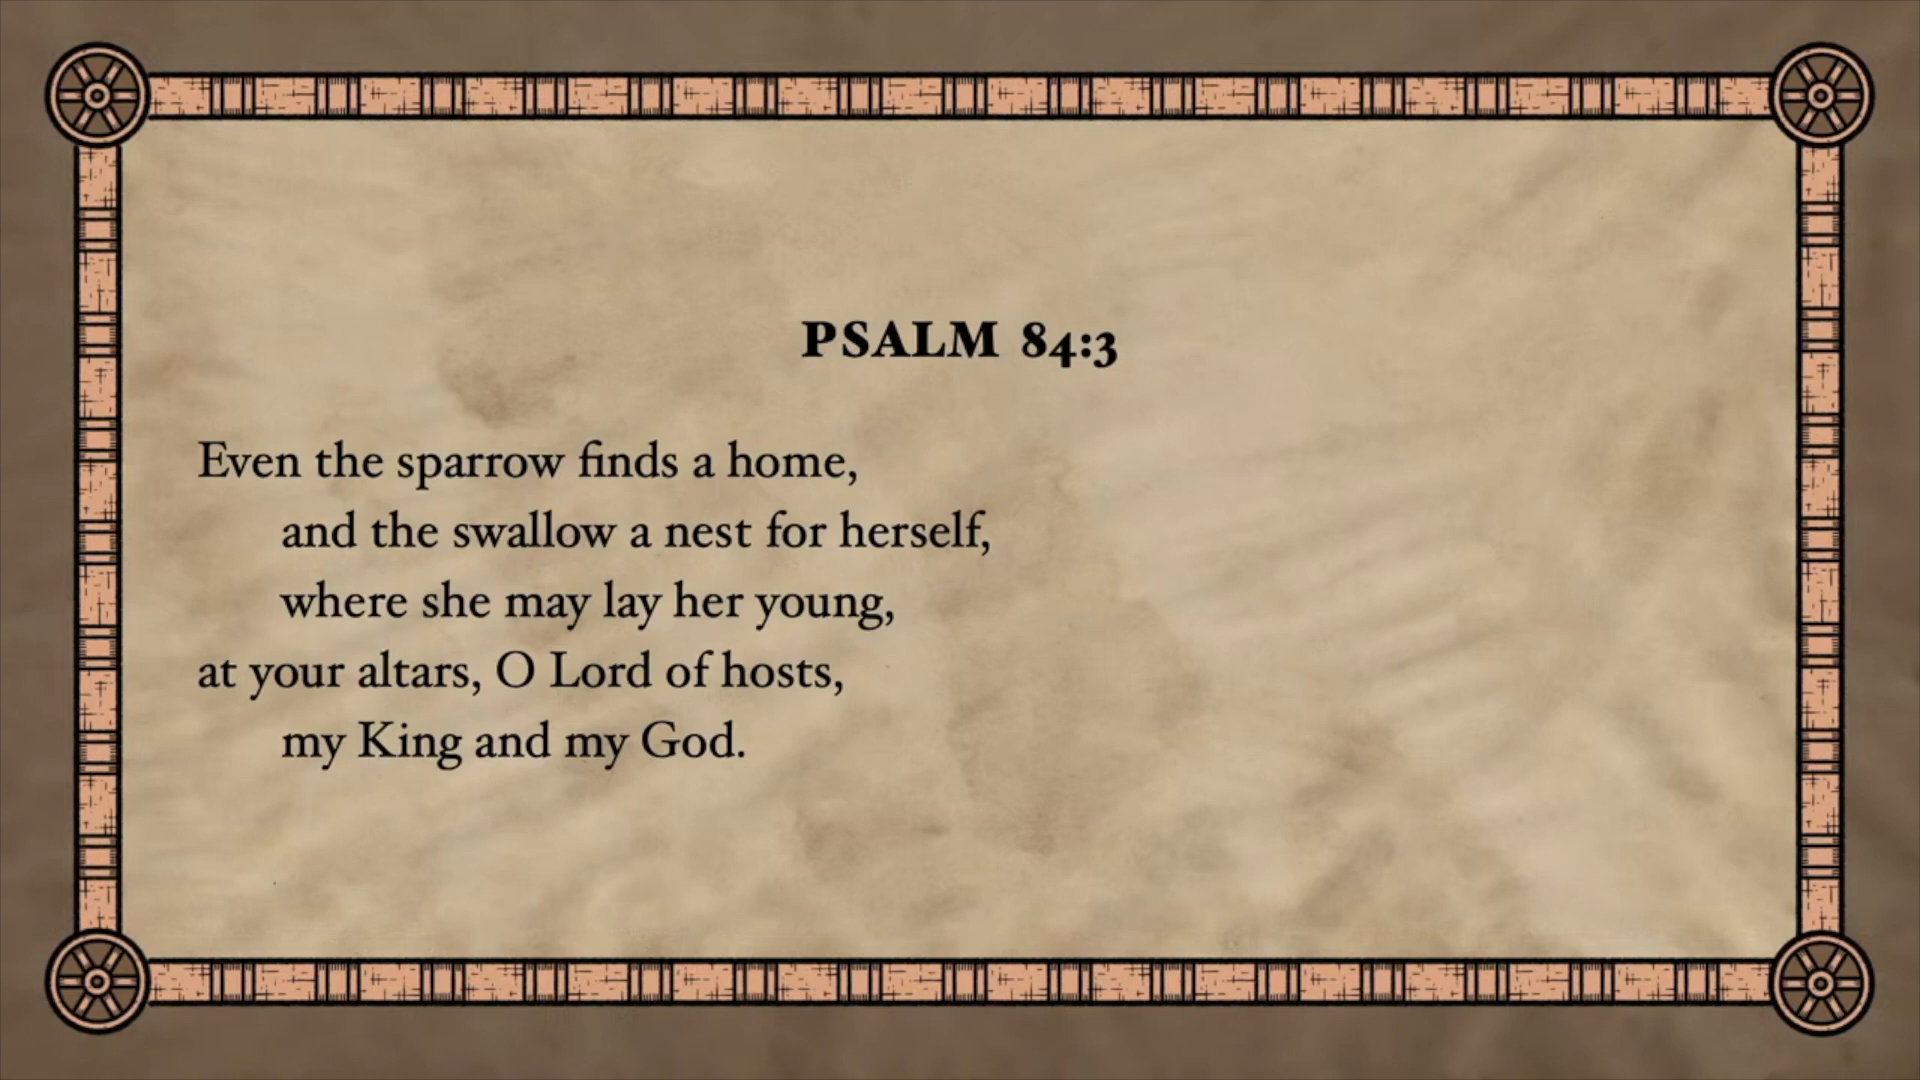 PSALM 84:3
Even the sparrow finds a home,
and the swallow a nest for herself,
where she may lay her young,
at your altars, O Lord of hosts,
my King and my God.